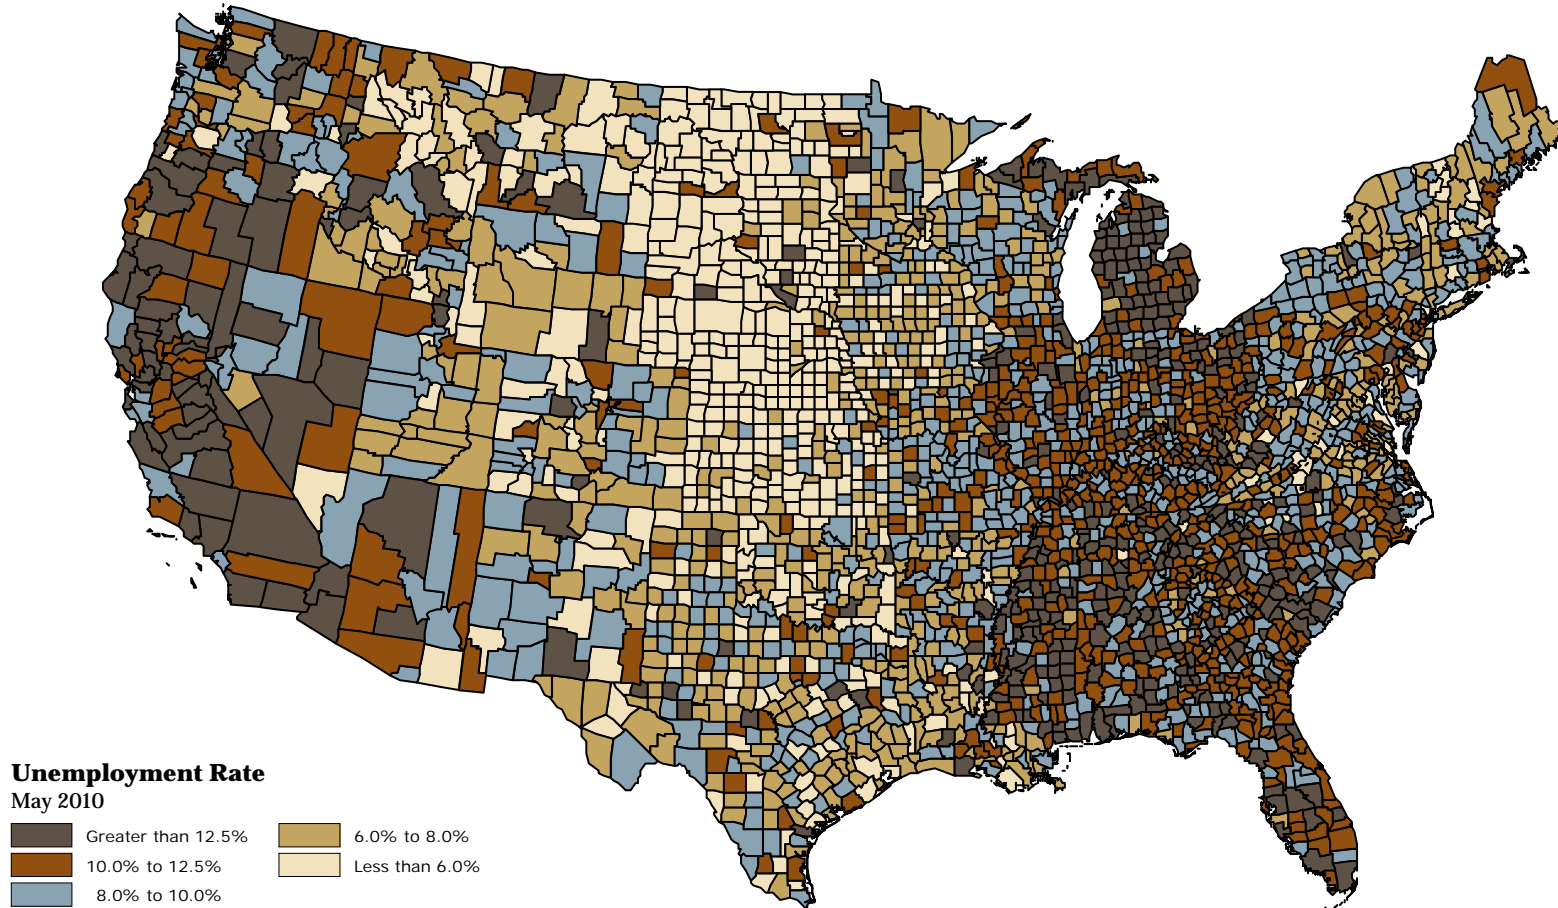 Unemployment Rate
May 2010
Greater than 12.5%
10.0% to 12.5%
8.0% to 10.0%
6.0% to 8.0%
Less than 6.0%